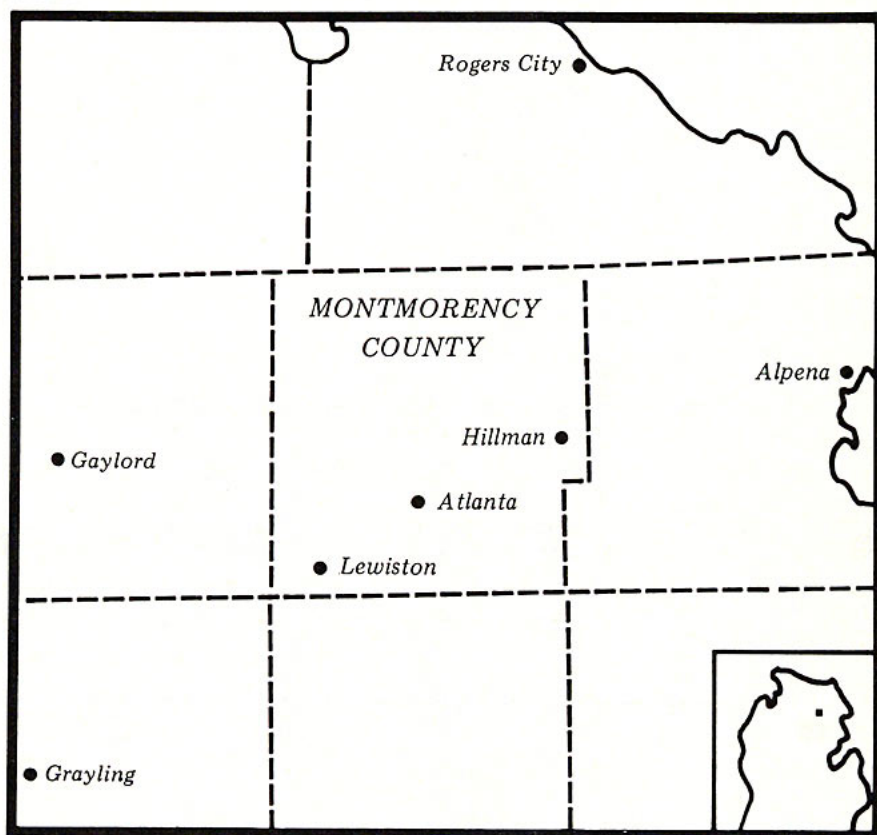 Rogers City
MONTMORENCY
COUNTY
Alpena
Hillman
Gaylord
Atlanta
Lewiston
Grayling